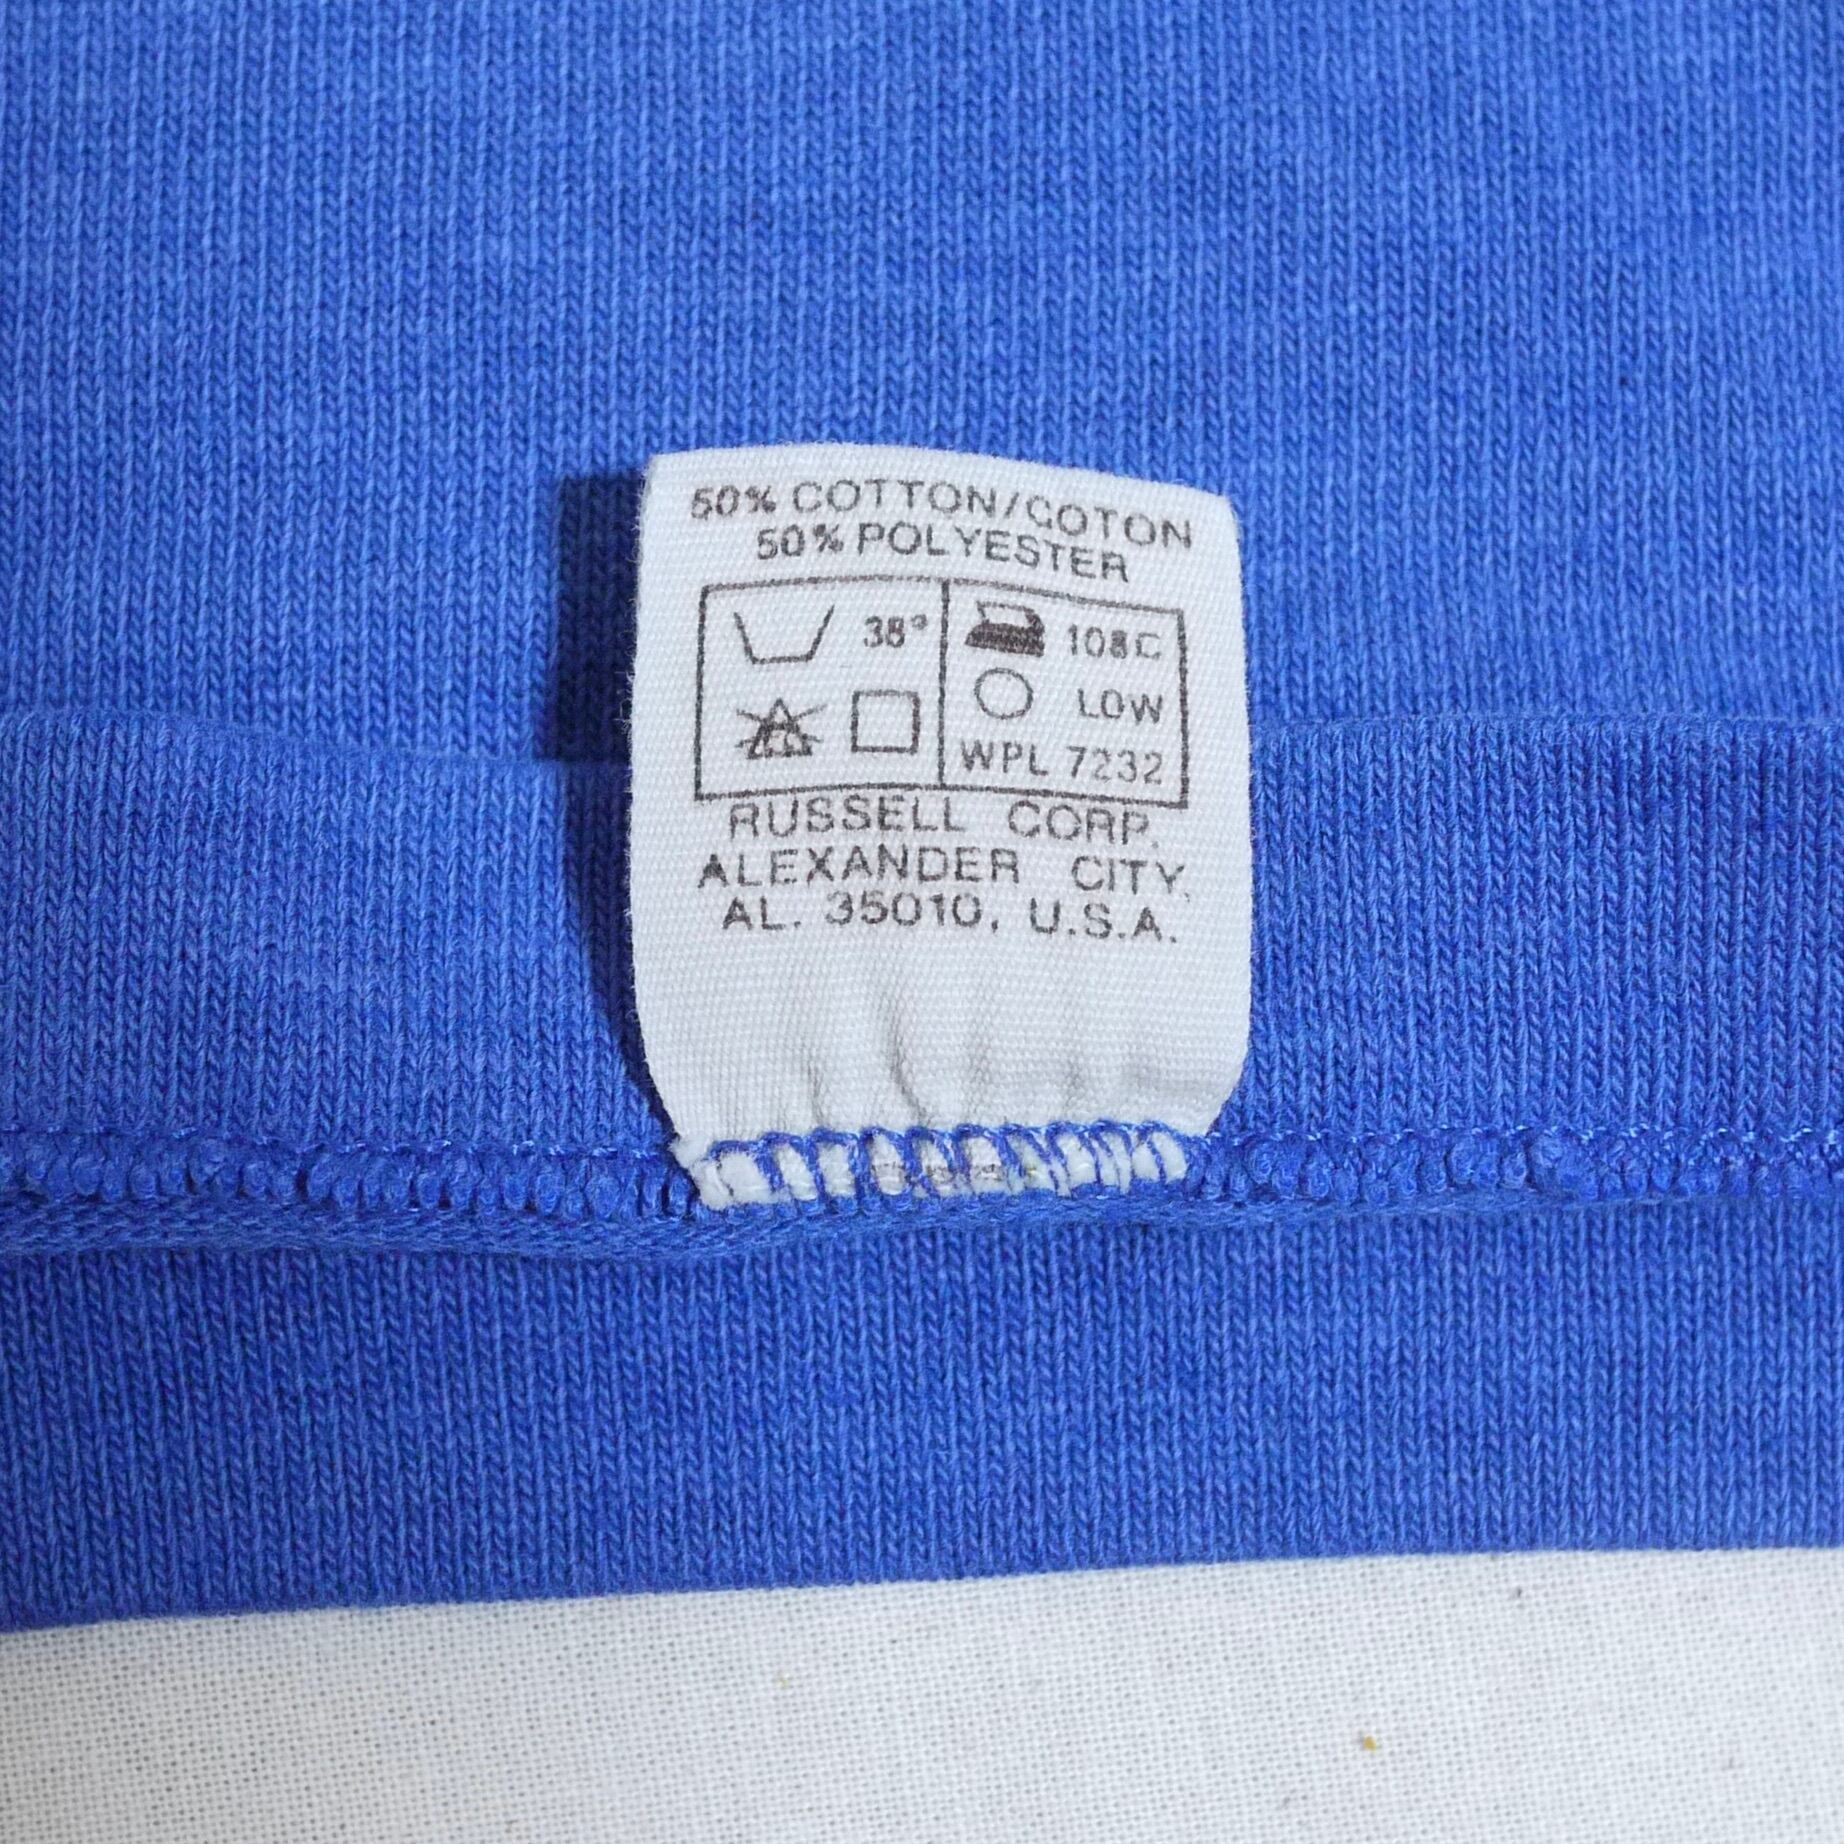 50% COTTON/COTON
50% POLYESTER
38° 108C
LOW
WPL 7232
RUSSELL CORP.
ALEXANDER CITY,
AL. 35010, U.S.A.